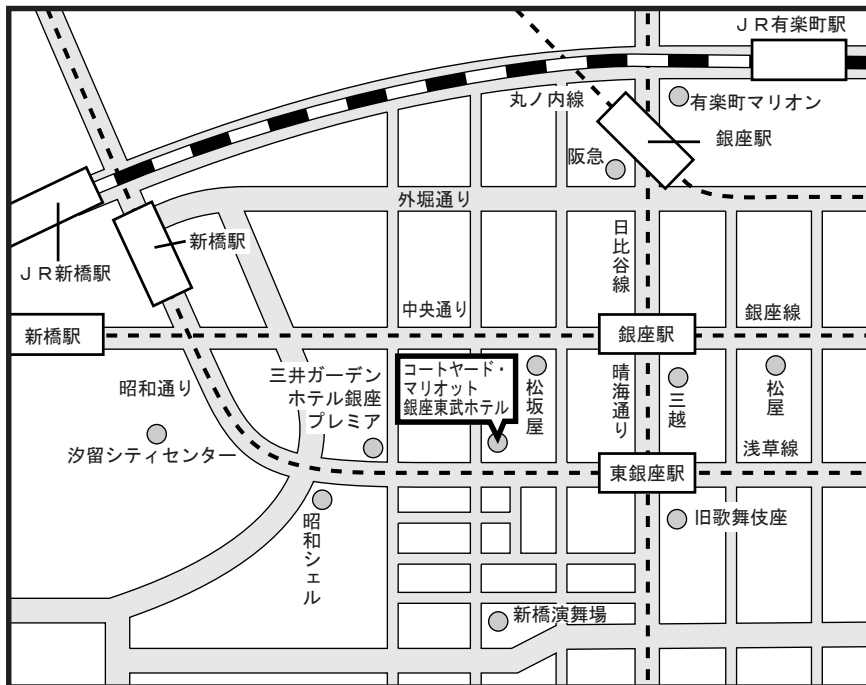 ＪＲ有楽町駅
丸ノ内線
有楽町マリオン
銀座駅
阪急
外堀通り
新橋駅
ＪＲ新橋駅
日比谷線
中央通り
銀座線
新橋駅
銀座駅
昭和通り
三井ガーデン
ホテル銀座
プレミア
コートヤード・
マリオット
銀座東武ホテル
松坂屋
晴海通り
三越
松屋
汐留シティセンター
浅草線
東銀座駅
昭和シェル
旧歌舞伎座
新橋演舞場